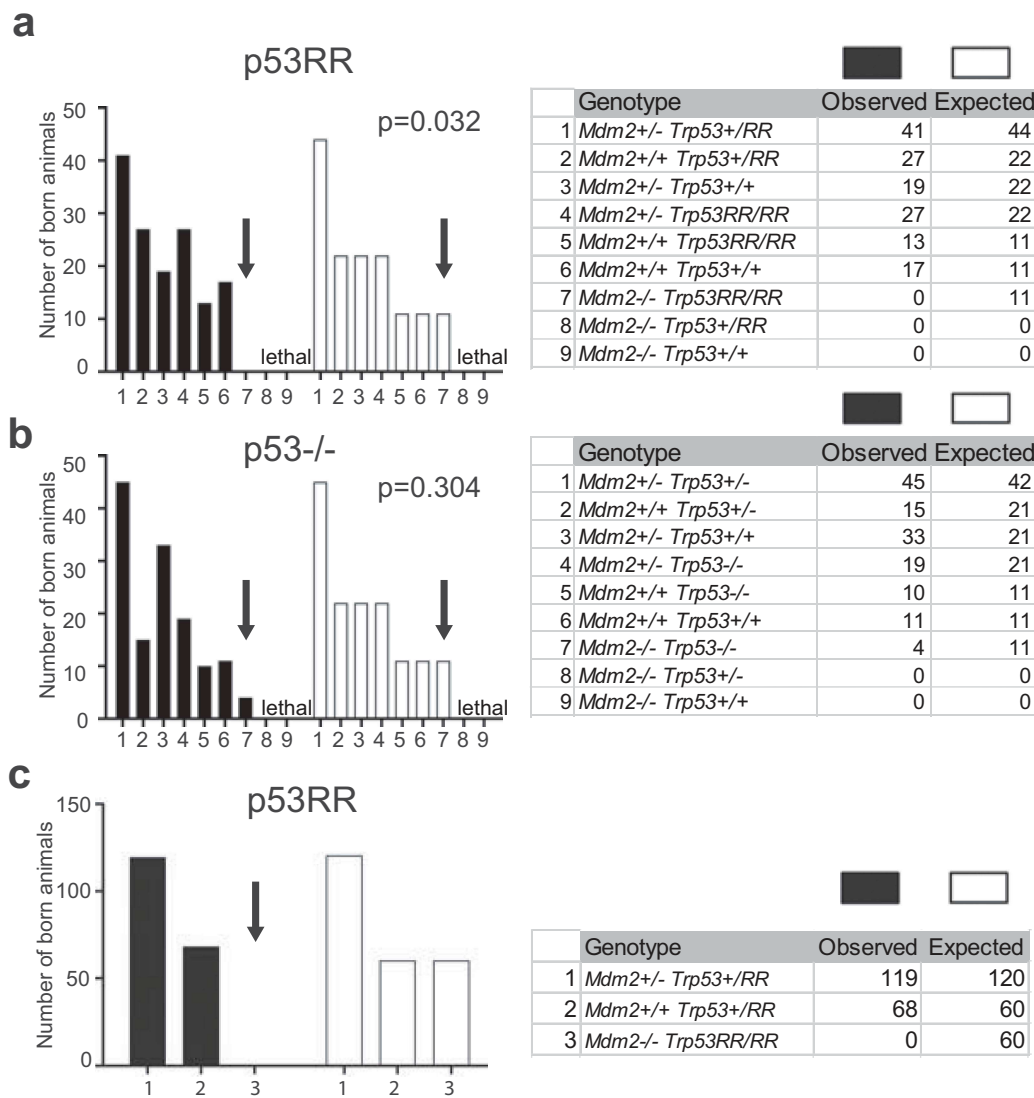 a
p53RR
p=0.032
Number of born animals
50
40
30
20
10
0
lethal
lethal
1 2 3 4 5 6 7 8 9 1 2 3 4 5 6 7 8 9
Genotype Observed Expected
1 Mdm2+/- Trp53+/RR 41 44
2 Mdm2+/+ Trp53+/RR 27 22
3 Mdm2+/- Trp53+/+ 19 22
4 Mdm2+/- Trp53RR/RR 27 22
5 Mdm2+/+ Trp53RR/RR 13 11
6 Mdm2+/+ Trp53+/+ 17 11
7 Mdm2-/- Trp53RR/RR 0 11
8 Mdm2-/- Trp53+/RR 0 0
9 Mdm2-/- Trp53+/+ 0 0
b
p53-/-
p=0.304
Number of born animals
50
40
30
20
10
0
lethal
lethal
1 2 3 4 5 6 7 8 9 1 2 3 4 5 6 7 8 9
Genotype Observed Expected
1 Mdm2+/- Trp53+/- 45 42
2 Mdm2+/+ Trp53+/- 15 21
3 Mdm2+/- Trp53+/+ 33 21
4 Mdm2+/- Trp53-/- 19 21
5 Mdm2+/+ Trp53-/- 10 11
6 Mdm2+/+ Trp53+/+ 11 11
7 Mdm2-/- Trp53-/- 4 11
8 Mdm2-/- Trp53+/- 0 0
9 Mdm2-/- Trp53+/+ 0 0
c
p53RR
Number of born animals
150
100
50
0
1 2 3 1 2 3
Genotype Observed Expected
1 Mdm2+/- Trp53+/RR 119 120
2 Mdm2+/+ Trp53+/RR 68 60
3 Mdm2-/- Trp53RR/RR 0 60